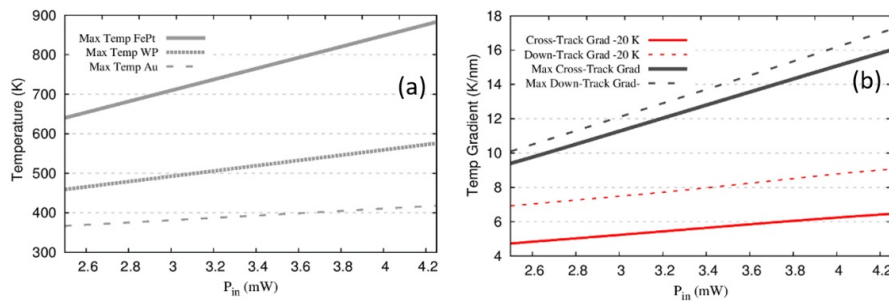 900
800
700
600
500
400
300
Temperature (K)
Max Temp FePt
Max Temp WP
Max Temp Au
(a)
2.6 2.8 3 3.2 3.4 3.6 3.8 4 4.2
P_in (mW)
18
16
14
12
10
8
6
4
Temp Gradient (K/nm)
Cross-Track Grad -20 K
Down-Track Grad -20 K
Max Cross-Track Grad
Max Down-Track Grad-
(b)
2.6 2.8 3 3.2 3.4 3.6 3.8 4 4.2
P_in (mW)